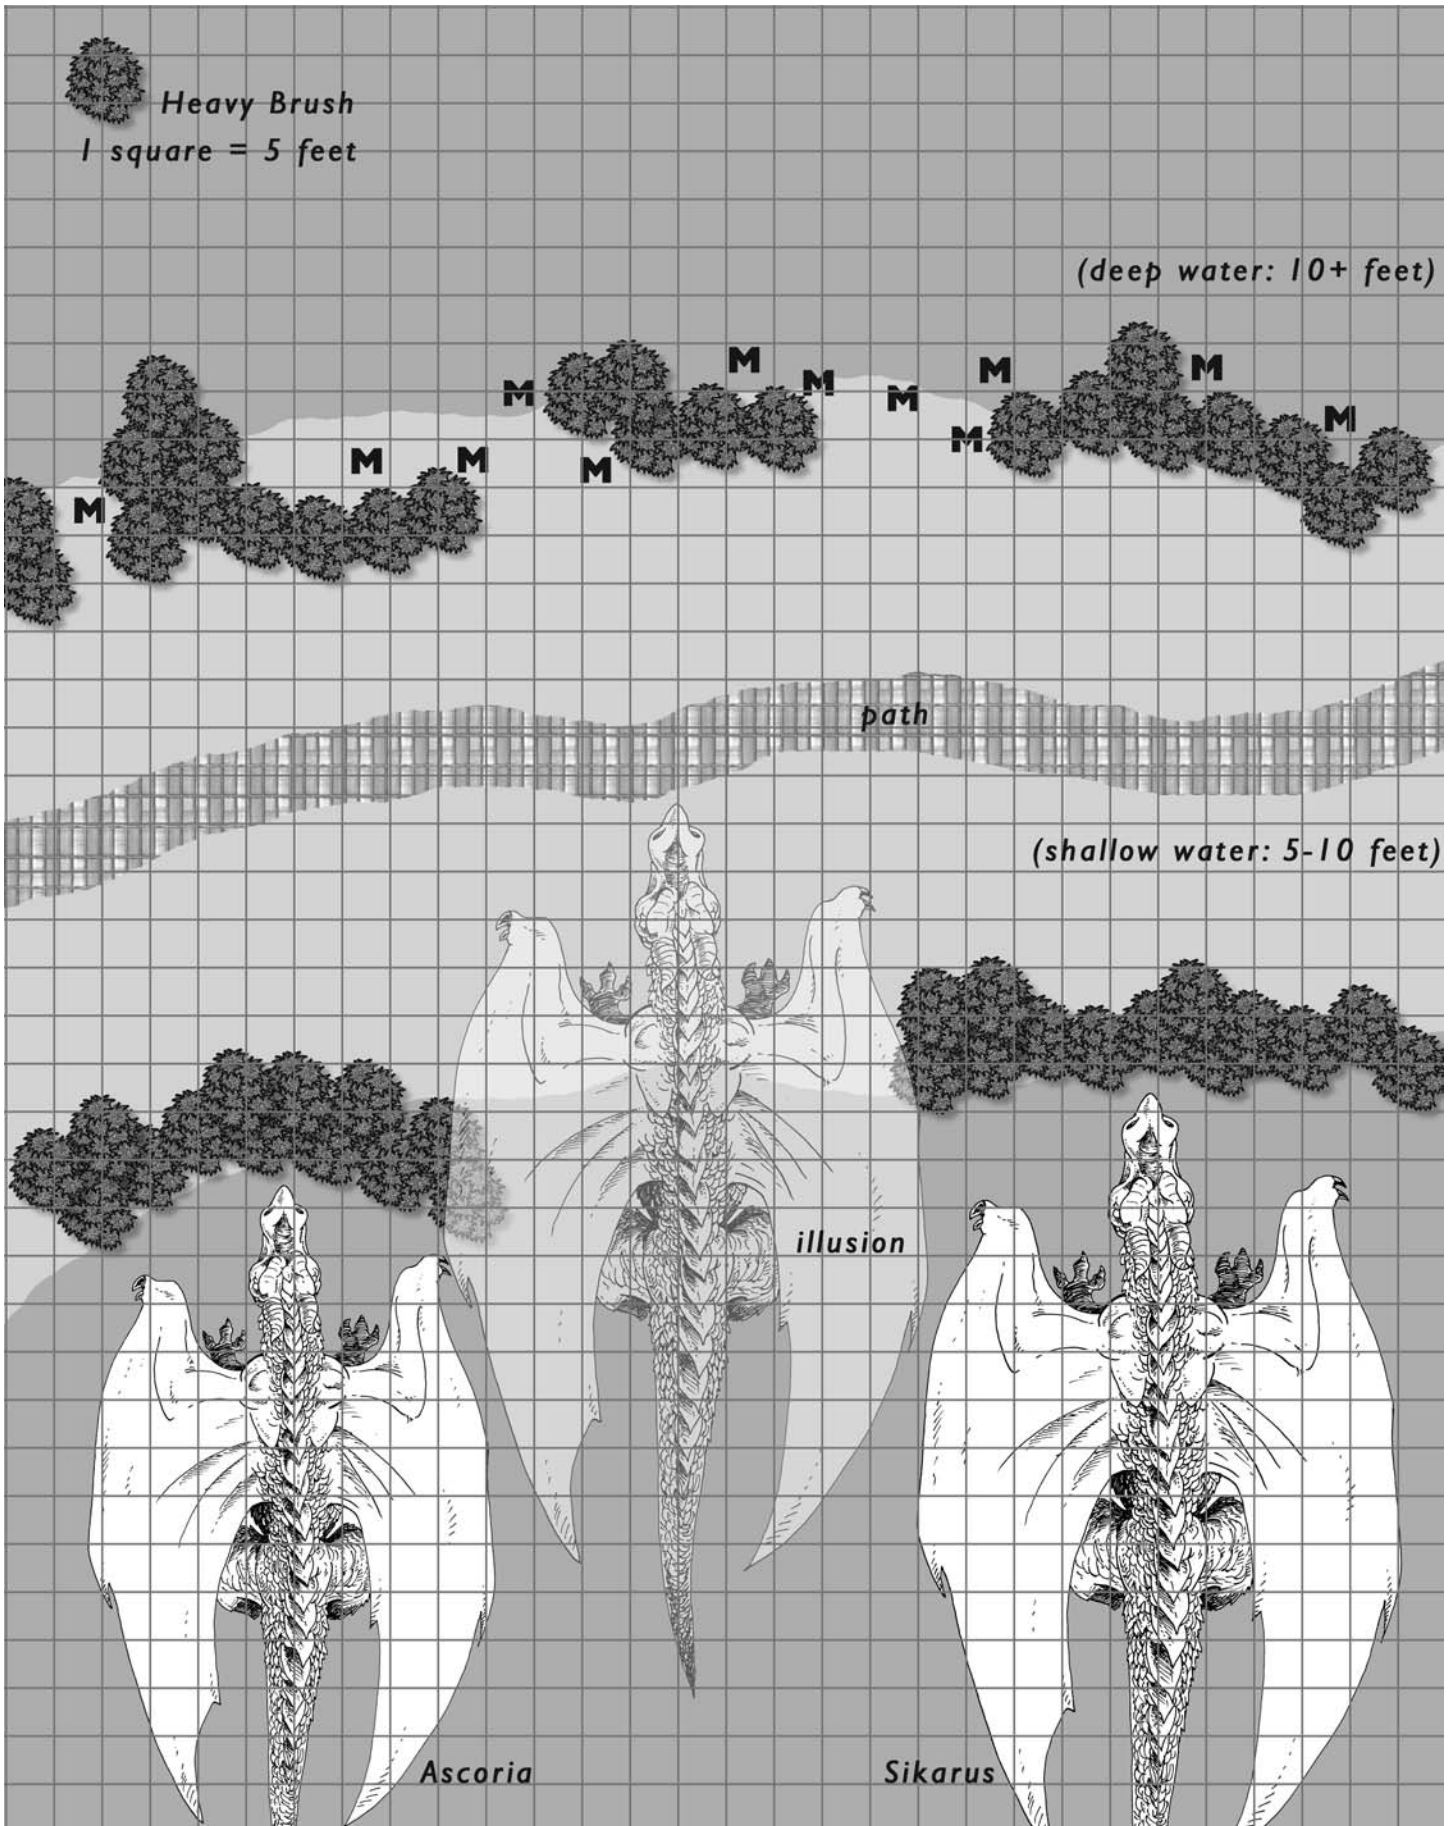 Heavy Brush
1 square = 5 feet
(deep water: 10+ feet)
M
M
M
M
M
M
M
M
M
M
M
M
path
(shallow water: 5-10 feet)
illusion
Ascoria
Sikarus